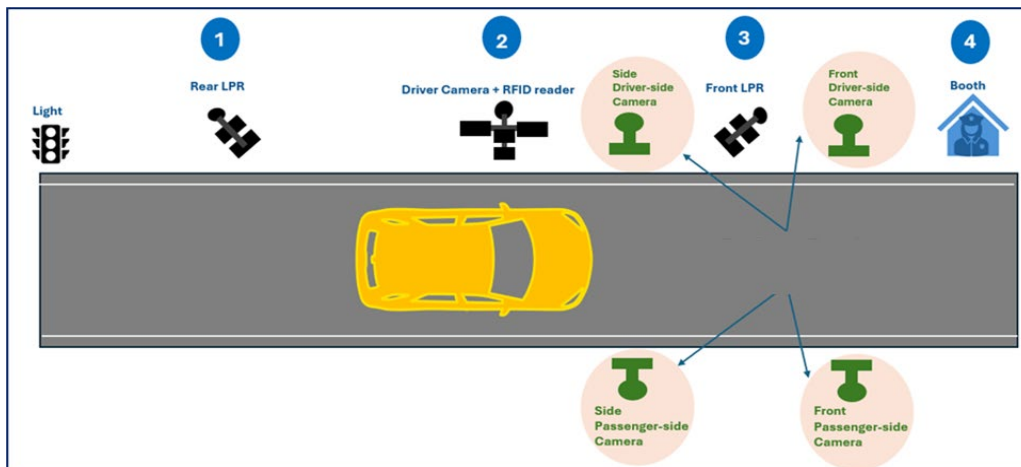 1
2
3
4
Side
Driver-side
Camera
Front
Driver-side
Camera
Rear LPR
Driver Camera + RFID reader
Front LPR
Booth
Light
Side
Passenger-side
Camera
Front
Passenger-side
Camera